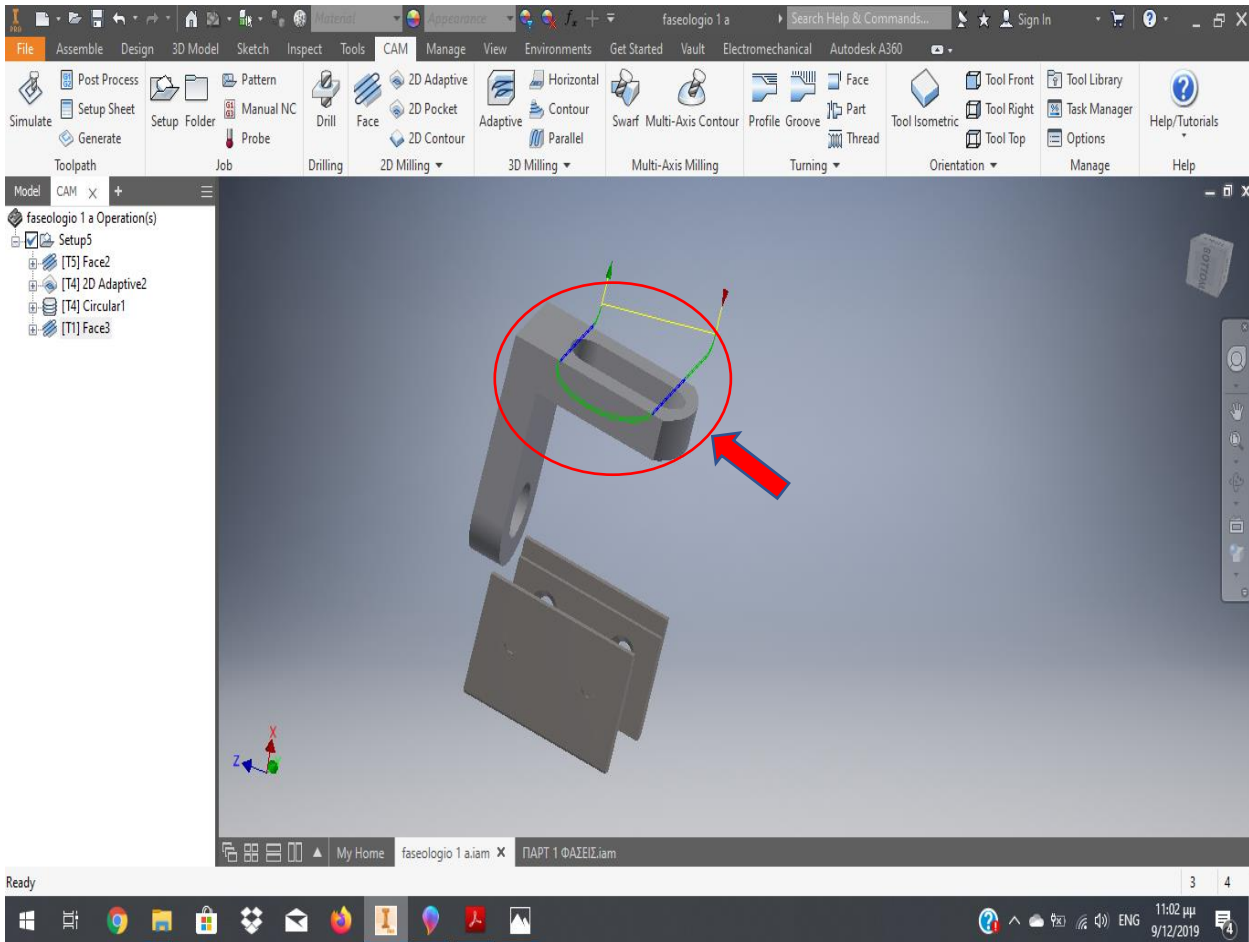 PRO
Material
Appearance
faseologio 1 a
Search Help & Commands...
Sign In
File Assemble Design 3D Model Sketch Inspect Tools CAM Manage View Environments Get Started Vault Electromechanical Autodesk A360
Simulate
Post Process
Setup Sheet
Generate
Toolpath
Setup Folder
Pattern
Manual NC
Probe
Job
Drill
Drilling
Face
2D Adaptive
2D Pocket
2D Contour
2D Milling
Adaptive
Horizontal
Contour
Parallel
3D Milling
Swarf Multi-Axis Contour
Multi-Axis Milling
Profile Groove
Face
Part
Thread
Turning
Tool Isometric
Tool Front
Tool Right
Tool Top
Orientation
Tool Library
Task Manager
Options
Manage
Help/Tutorials
Help
Model CAM
faseologio 1 a Operation(s)
Setup5
[T5] Face2
[T4] 2D Adaptive2
[T4] Circular1
[T1] Face3
BOTTOM
X
Z
My Home faseologio 1 a.iam ΠΑΡΤ 1 ΦΑΣΕΙΣ.iam
Ready 3 4
ENG
11:02 μμ
9/12/2019
4